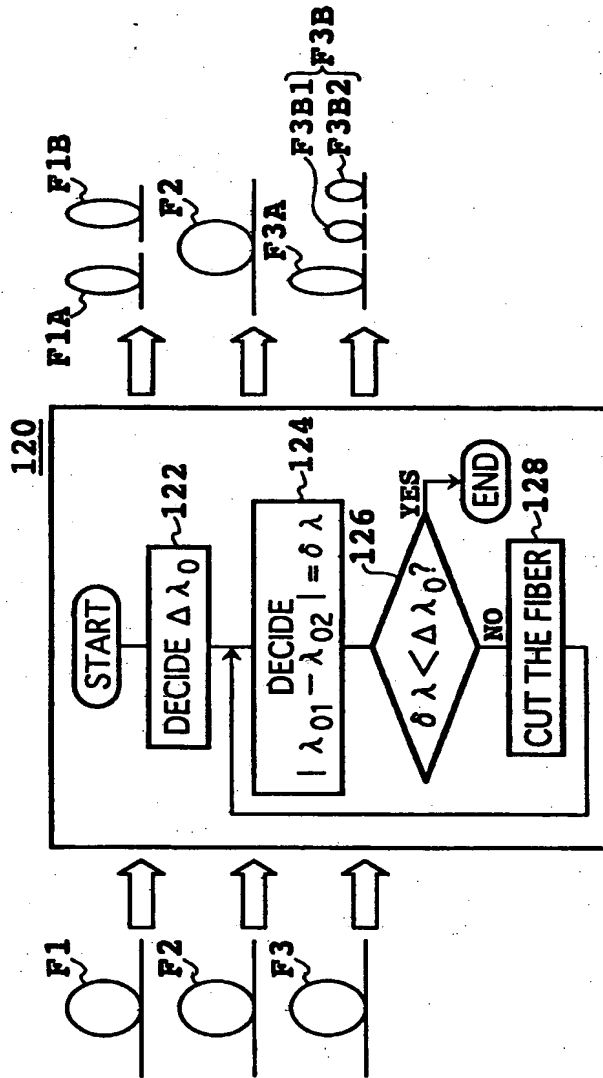 120
F1
F2
F3
START
DECIDE Δλ0
122
DECIDE
| λ01 − λ02 | = δλ
124
δλ < Δλ0?
126
YES
END
NO
CUT THE FIBER
128
F1A
F1B
F2
F3A
F3B1
F3B2
F3B